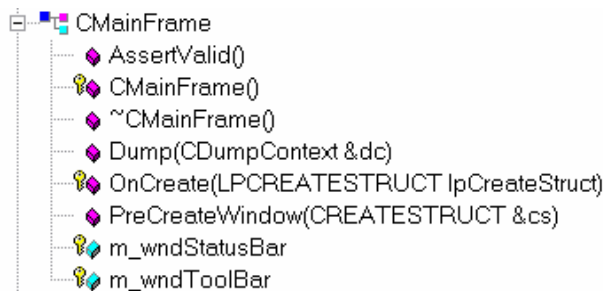 CMainFrame
AssertValid()
CMainFrame()
~CMainFrame()
Dump(CDumpContext &dc)
OnCreate(LPCREATESTRUCT lpCreateStruct)
PreCreateWindow(CREATESTRUCT &cs)
m_wndStatusBar
m_wndToolBar